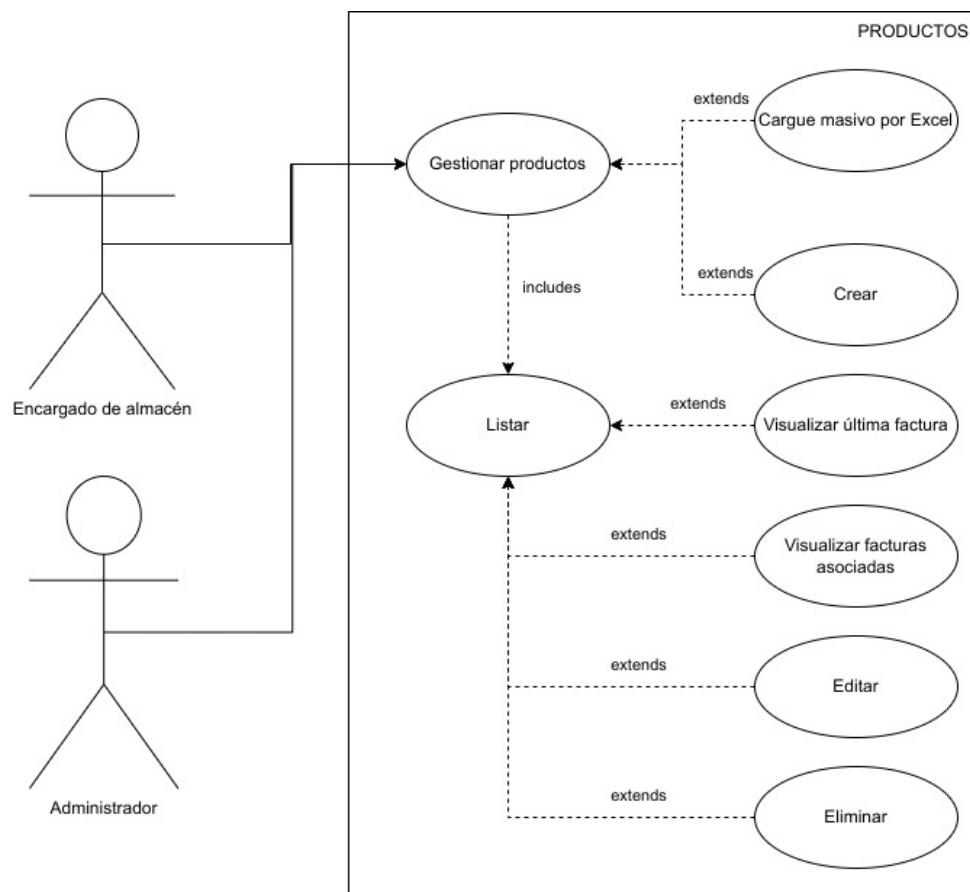 PRODUCTOS
extends
Cargue masivo por Excel
Gestionar productos
extends
Crear
includes
Encargado de almacén
Listar
extends
Visualizar última factura
extends
Visualizar facturas
asociadas
extends
Editar
Administrador
extends
Eliminar